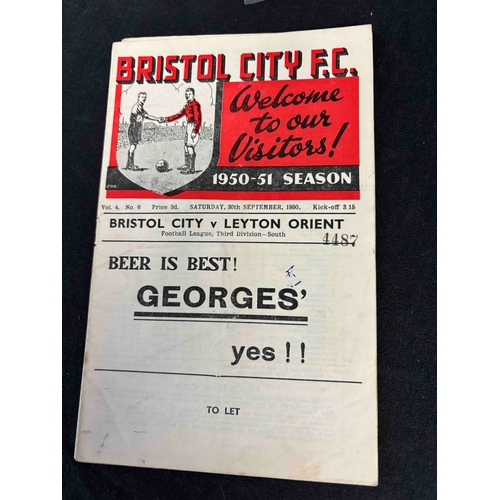 BRISTOL CITY F.C.
Welcome
to our
Visitors!
1950-51 SEASON
Vol. 4, No. 6 Price 3d. SATURDAY, 30th SEPTEMBER, 1950. Kick-off 3.15
BRISTOL CITY v LEYTON ORIENT
Football League, Third Division—South
4487
BEER IS BEST!
GEORGES'
yes!!
TO LET